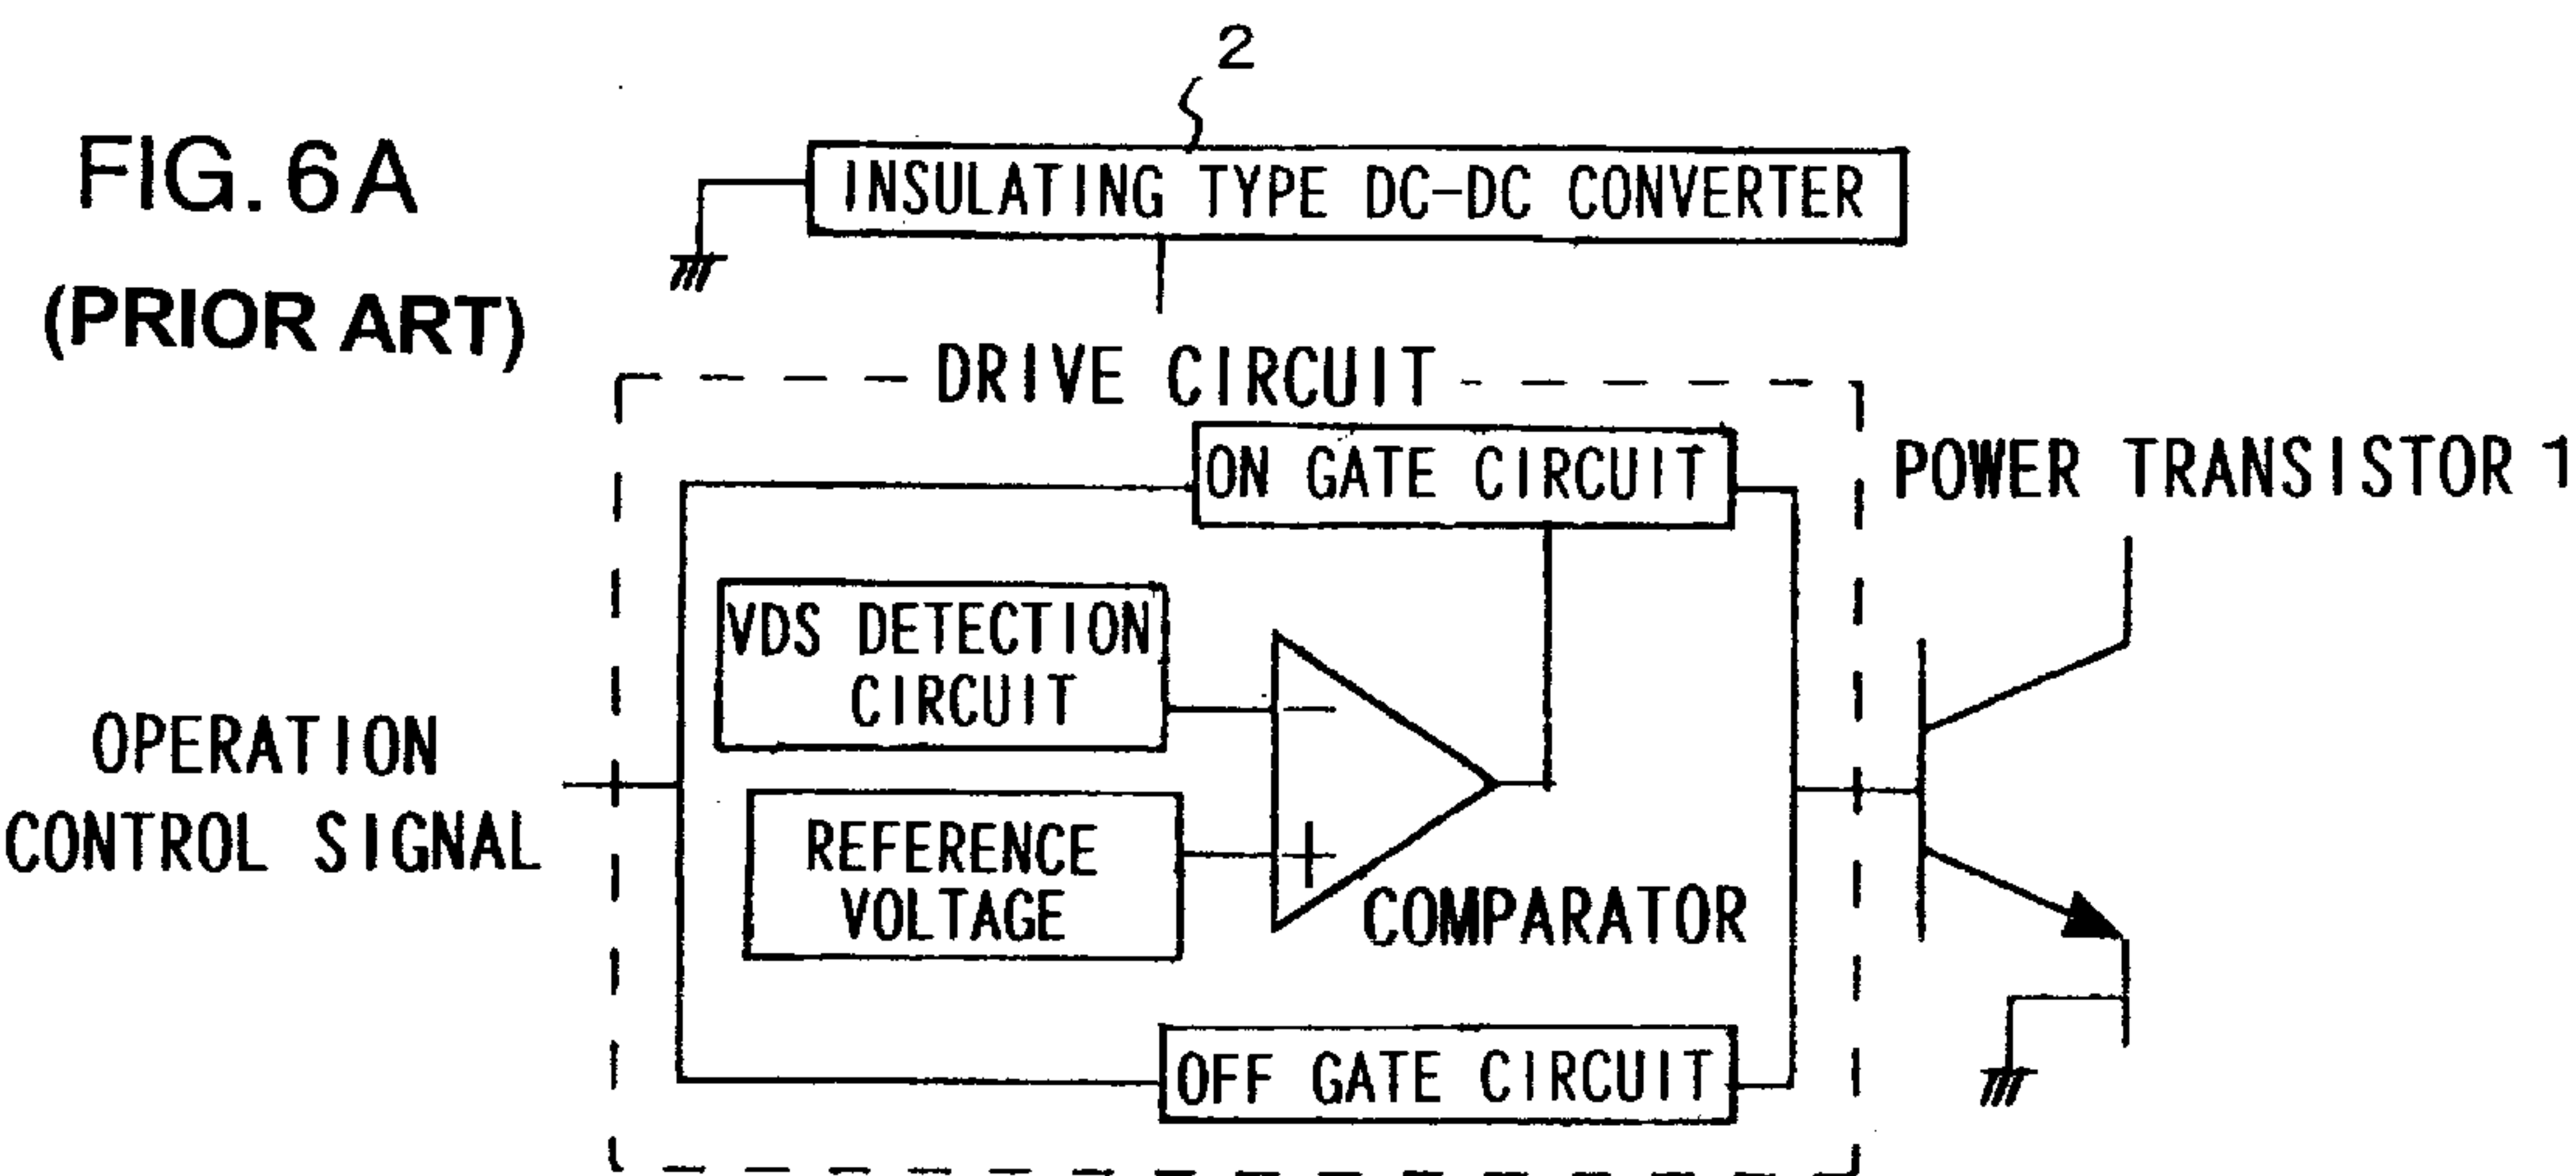 FIG. 6A
(PRIOR ART)
2
INSULATING TYPE DC-DC CONVERTER
DRIVE CIRCUIT
ON GATE CIRCUIT
POWER TRANSISTOR 1
VDS DETECTION
CIRCUIT
−
OPERATION
CONTROL SIGNAL
REFERENCE
VOLTAGE
+
COMPARATOR
OFF GATE CIRCUIT